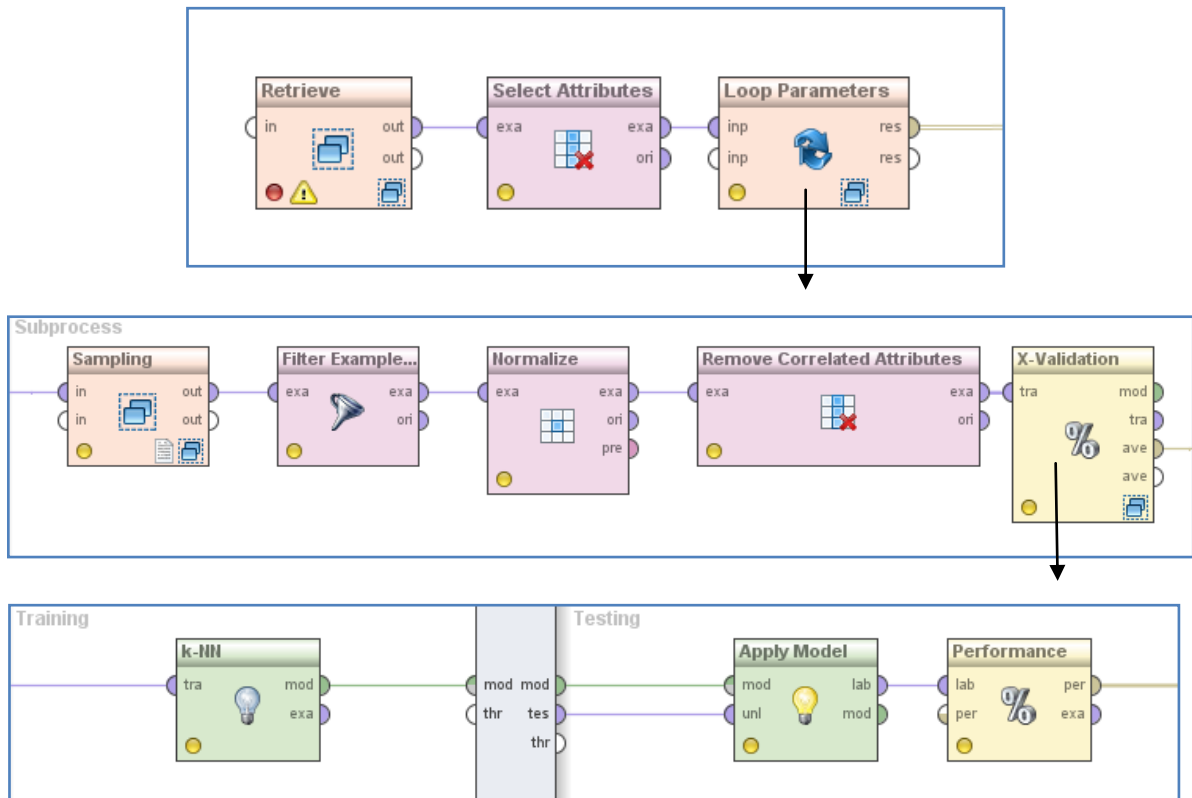 Retrieve
in out
out
Select Attributes
exa exa
ori
Loop Parameters
inp res
inp res
Subprocess
Sampling
in out
in out
Filter Example...
exa exa
ori
Normalize
exa exa
ori
pre
Remove Correlated Attributes
exa exa
ori
X-Validation
tra mod
tra
ave
ave
Training
k-NN
tra mod
exa
mod mod
thr tes
thr
Testing
Apply Model
mod lab
unl mod
Performance
lab per
per exa